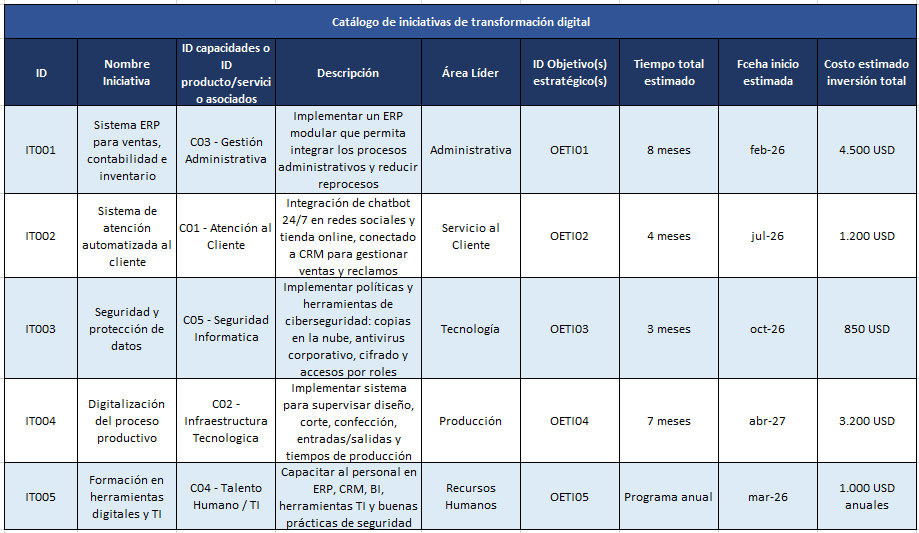 Catálogo de iniciativas de transformación digital
ID
Nombre
Iniciativa
ID capacidades o
ID
producto/servici
o asociados
Descripción
Área Líder
ID Objetivo(s)
estratégico(s)
Tiempo total
estimado
Fceha inicio
estimada
Costo estimado
inversión total
IT001
Sistema ERP
para ventas,
contabilidad e
inventario
C03 - Gestión
Administrativa
Implementar un ERP
modular que permita
integrar los procesos
administrativos y reducir
reprocesos
Administrativa
OETI01
8 meses
feb-26
4.500 USD
IT002
Sistema de
atención
automatizada al
cliente
C01 - Atención al
Cliente
Integración de chatbot
24/7 en redes sociales y
tienda online, conectado
a CRM para gestionar
ventas y reclamos
Servicio al
Cliente
OETI02
4 meses
jul-26
1.200 USD
IT003
Seguridad y
protección de
datos
C05 - Seguridad
Informatica
Implementar políticas y
herramientas de
ciberseguridad: copias
en la nube, antivirus
corporativo, cifrado y
accesos por roles
Tecnología
OETI03
3 meses
oct-26
850 USD
IT004
Digitalización
del proceso
productivo
C02 -
Infraestructura
Tecnologica
Implementar sistema
para supervisar diseño,
corte, confección,
entradas/salidas y
tiempos de producción
Producción
OETI04
7 meses
abr-27
3.200 USD
IT005
Formación en
herramientas
digitales y TI
C04 - Talento
Humano / TI
Capacitar al personal en
ERP, CRM, BI,
herramientas TI y buenas
prácticas de seguridad
Recursos
Humanos
OETI05
Programa anual
mar-26
1.000 USD
anuales